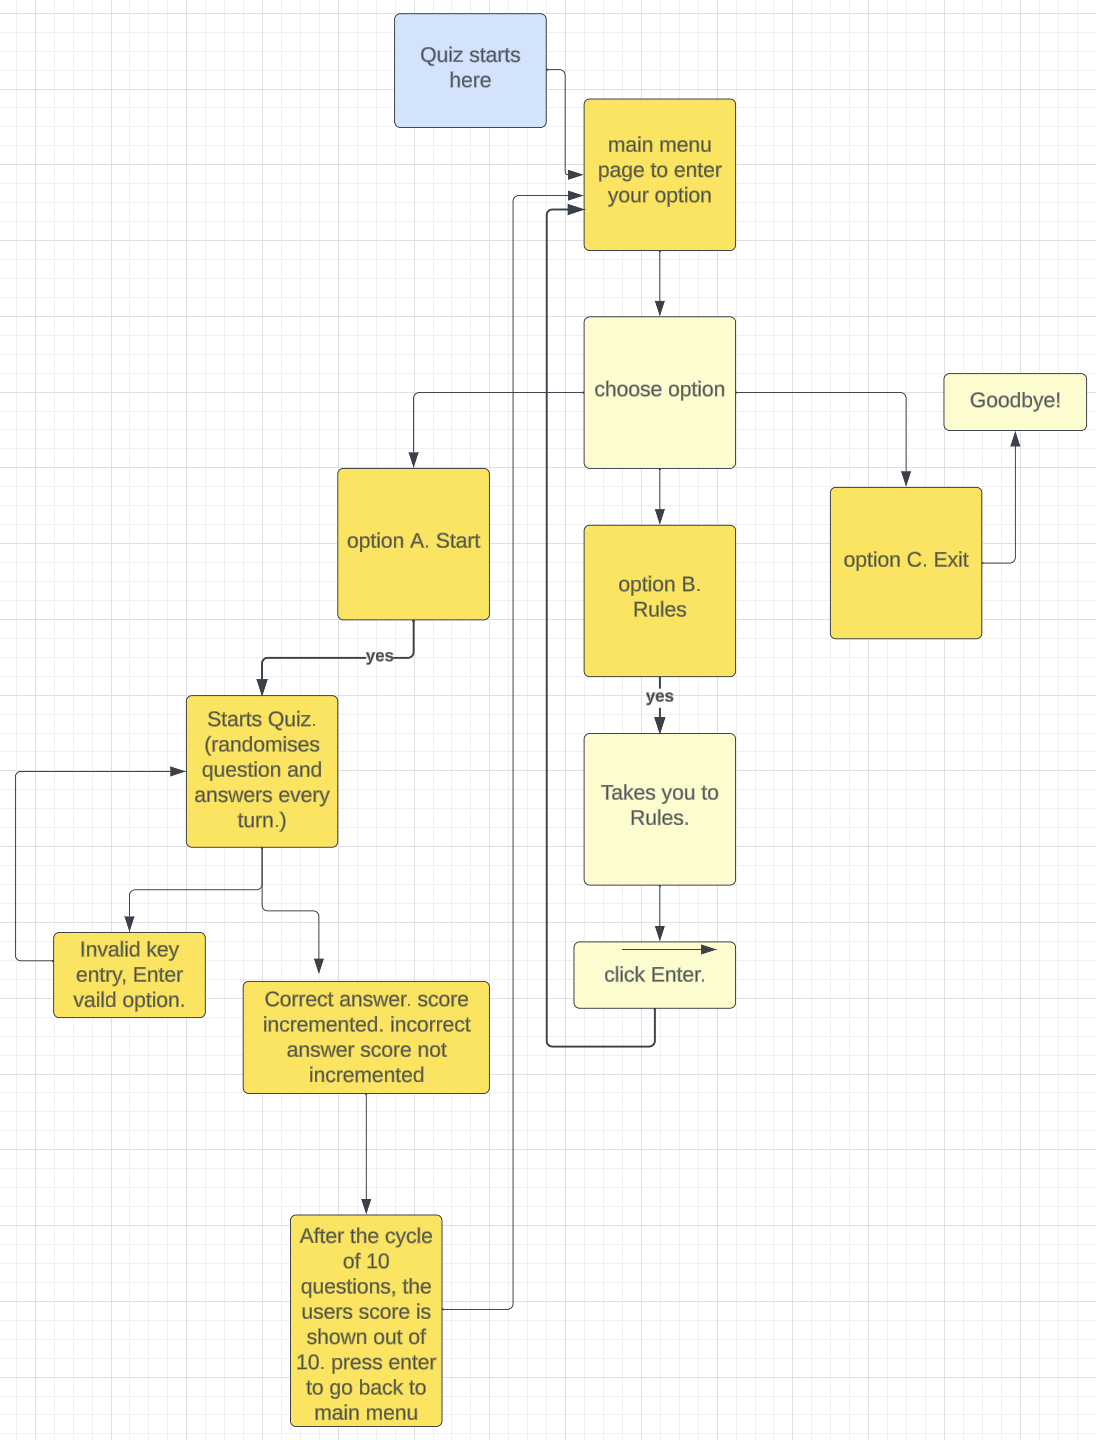 Quiz starts
here
main menu
page to enter
your option
choose option
Goodbye!
option A. Start
option B.
Rules
option C. Exit
yes
yes
Starts Quiz.
(randomises
question and
answers every
turn.)
Takes you to
Rules.
Invalid key
entry, Enter
vaild option.
click Enter.
Correct answer. score
incremented. incorrect
answer score not
incremented
After the cycle
of 10
questions, the
users score is
shown out of
10. press enter
to go back to
main menu